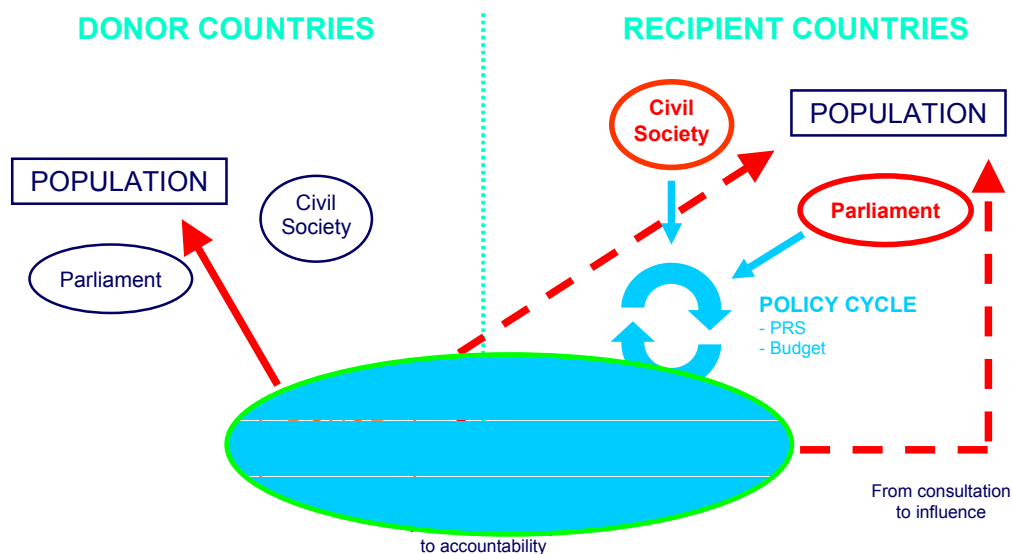 DONOR COUNTRIES
RECIPIENT COUNTRIES
Civil
Society
POPULATION
POPULATION
Civil
Society
Parliament
Parliament
POLICY CYCLE
- PRS
- Budget
From consultation
to influence
to accountability